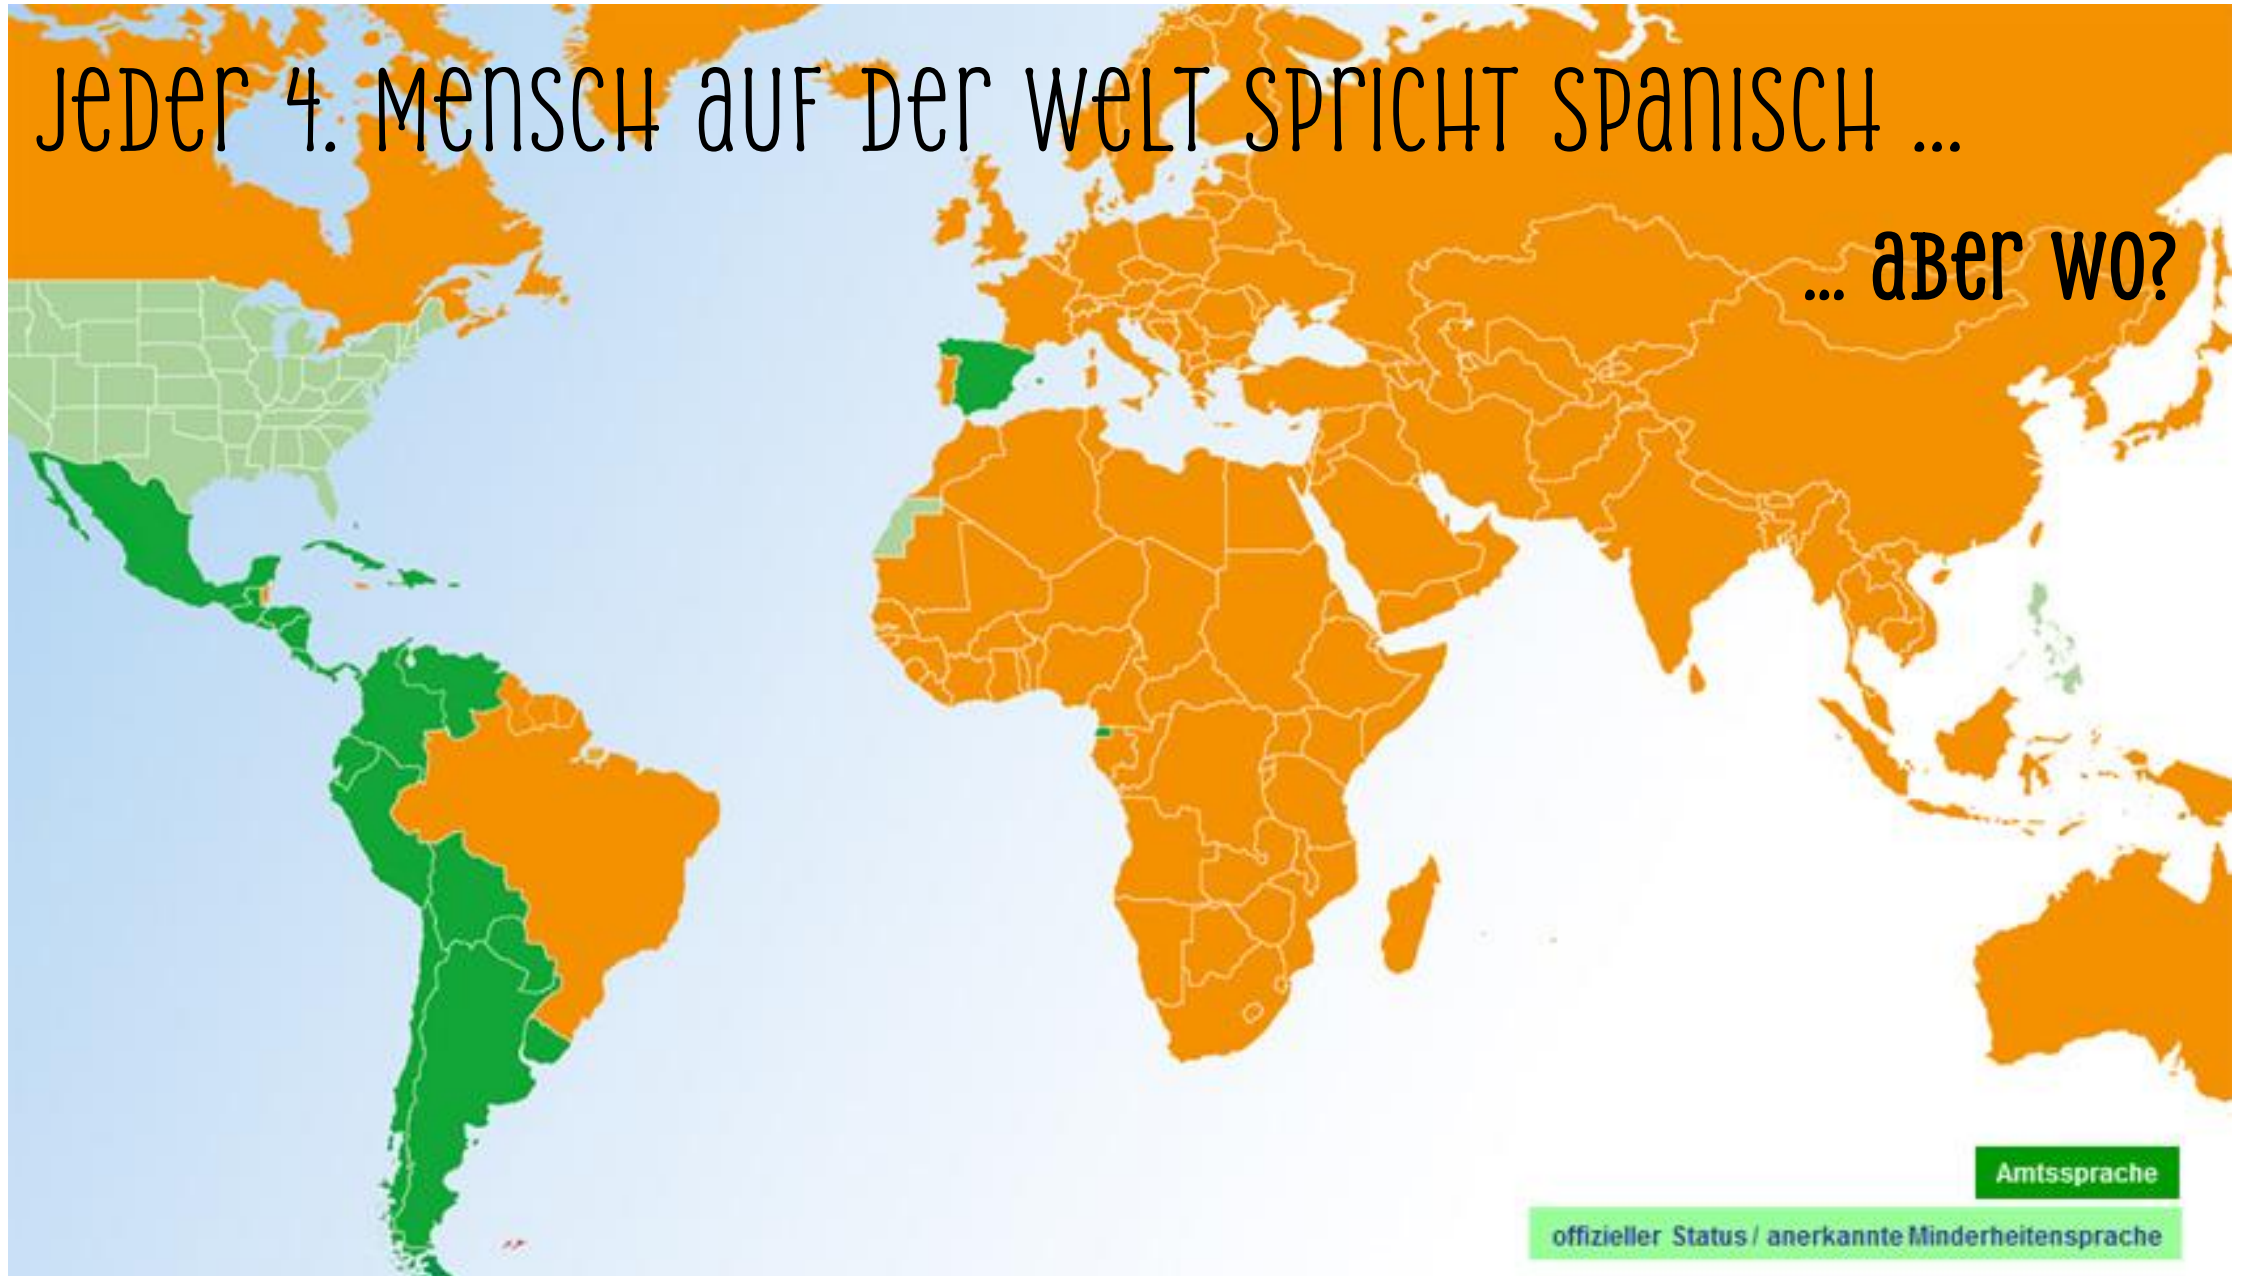 Jeder 4. Mensch auf der Welt spricht Spanisch ...
... aber wo?
Amtssprache
offizieller Status / anerkannte Minderheitensprache